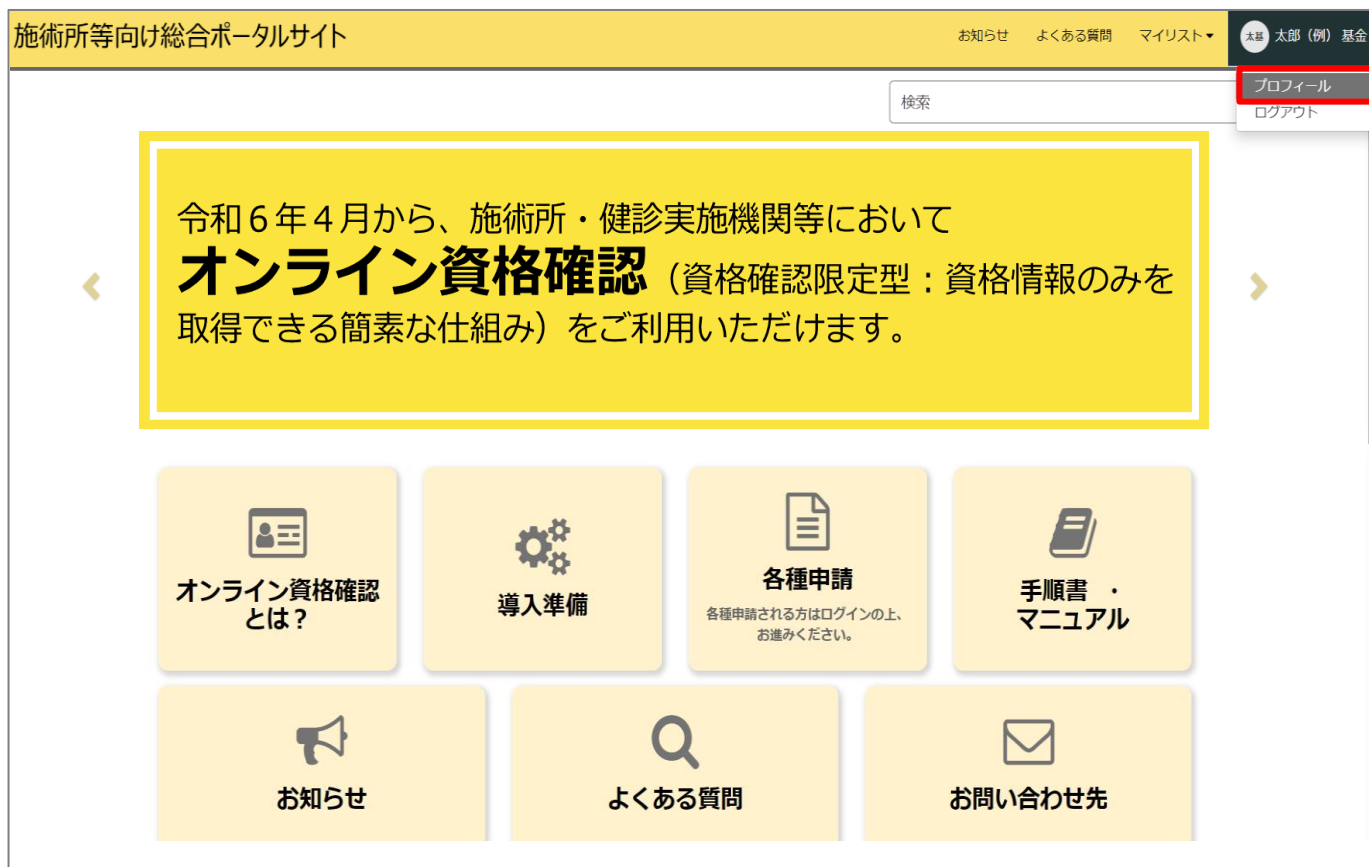 施術所等向け総合ポータルサイト
お知らせ よくある質問 マイリスト 太基 太郎（例） 基金
プロフィール
ログアウト
検索
令和６年４月から、施術所・健診実施機関等において
オンライン資格確認（資格確認限定型：資格情報のみを
取得できる簡素な仕組み）をご利用いただけます。
オンライン資格確認
とは？
導入準備
各種申請
各種申請される方はログインの上、
お進みください。
手順書 ・
マニュアル
お知らせ
よくある質問
お問い合わせ先